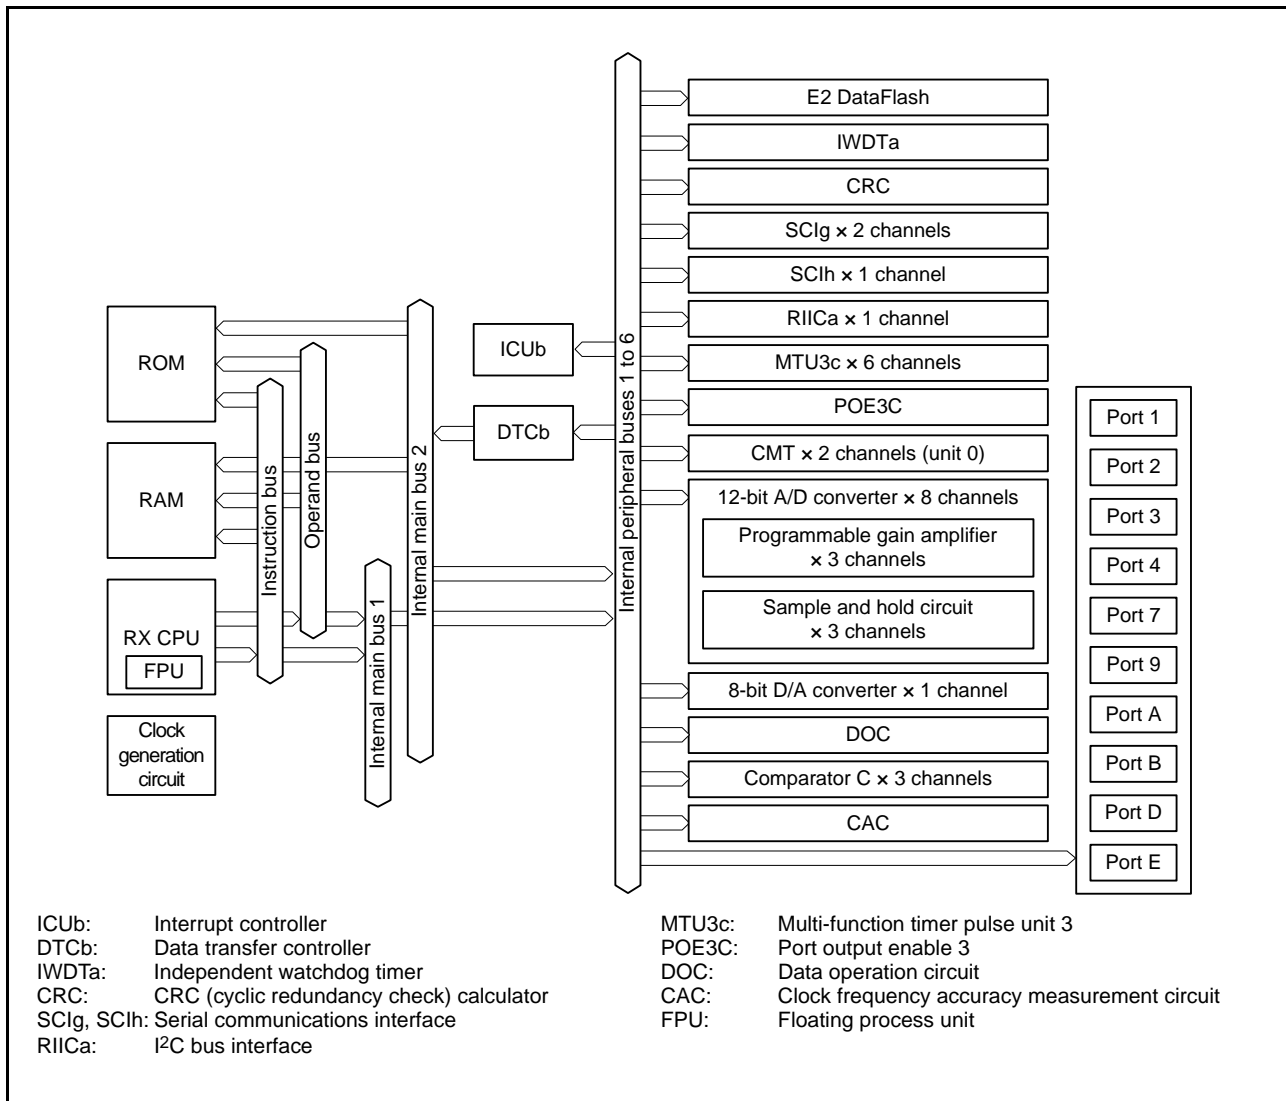 E2 DataFlash
IWDTa
CRC
SCIg × 2 channels
SCIh × 1 channel
RIICa × 1 channel
MTU3c × 6 channels
POE3C
CMT × 2 channels (unit 0)
12-bit A/D converter × 8 channels
Programmable gain amplifier
× 3 channels
Sample and hold circuit
× 3 channels
8-bit D/A converter × 1 channel
DOC
Comparator C × 3 channels
CAC
ROM
RAM
RX CPU
FPU
Clock
generation
circuit
Instruction bus
Operand bus
Internal main bus 1
Internal main bus 2
ICUb
DTCb
Internal peripheral buses 1 to 6
Port 1
Port 2
Port 3
Port 4
Port 7
Port 9
Port A
Port B
Port D
Port E
ICUb: Interrupt controller
DTCb: Data transfer controller
IWDTa: Independent watchdog timer
CRC: CRC (cyclic redundancy check) calculator
SCIg, SCIh: Serial communications interface
RIICa: I²C bus interface
MTU3c: Multi-function timer pulse unit 3
POE3C: Port output enable 3
DOC: Data operation circuit
CAC: Clock frequency accuracy measurement circuit
FPU: Floating process unit